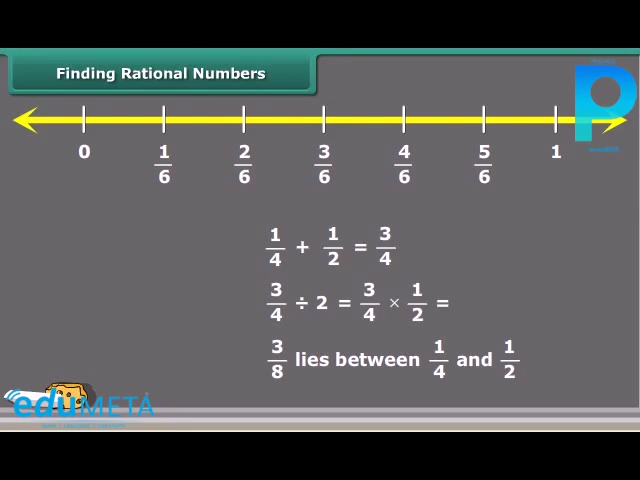 Finding Rational Numbers
0 1/6 2/6 3/6 4/6 5/6 1
1/4 + 1/2 = 3/4
3/4 ÷ 2 = 3/4 × 1/2 =
3/8 lies between 1/4 and 1/2
eduMETA